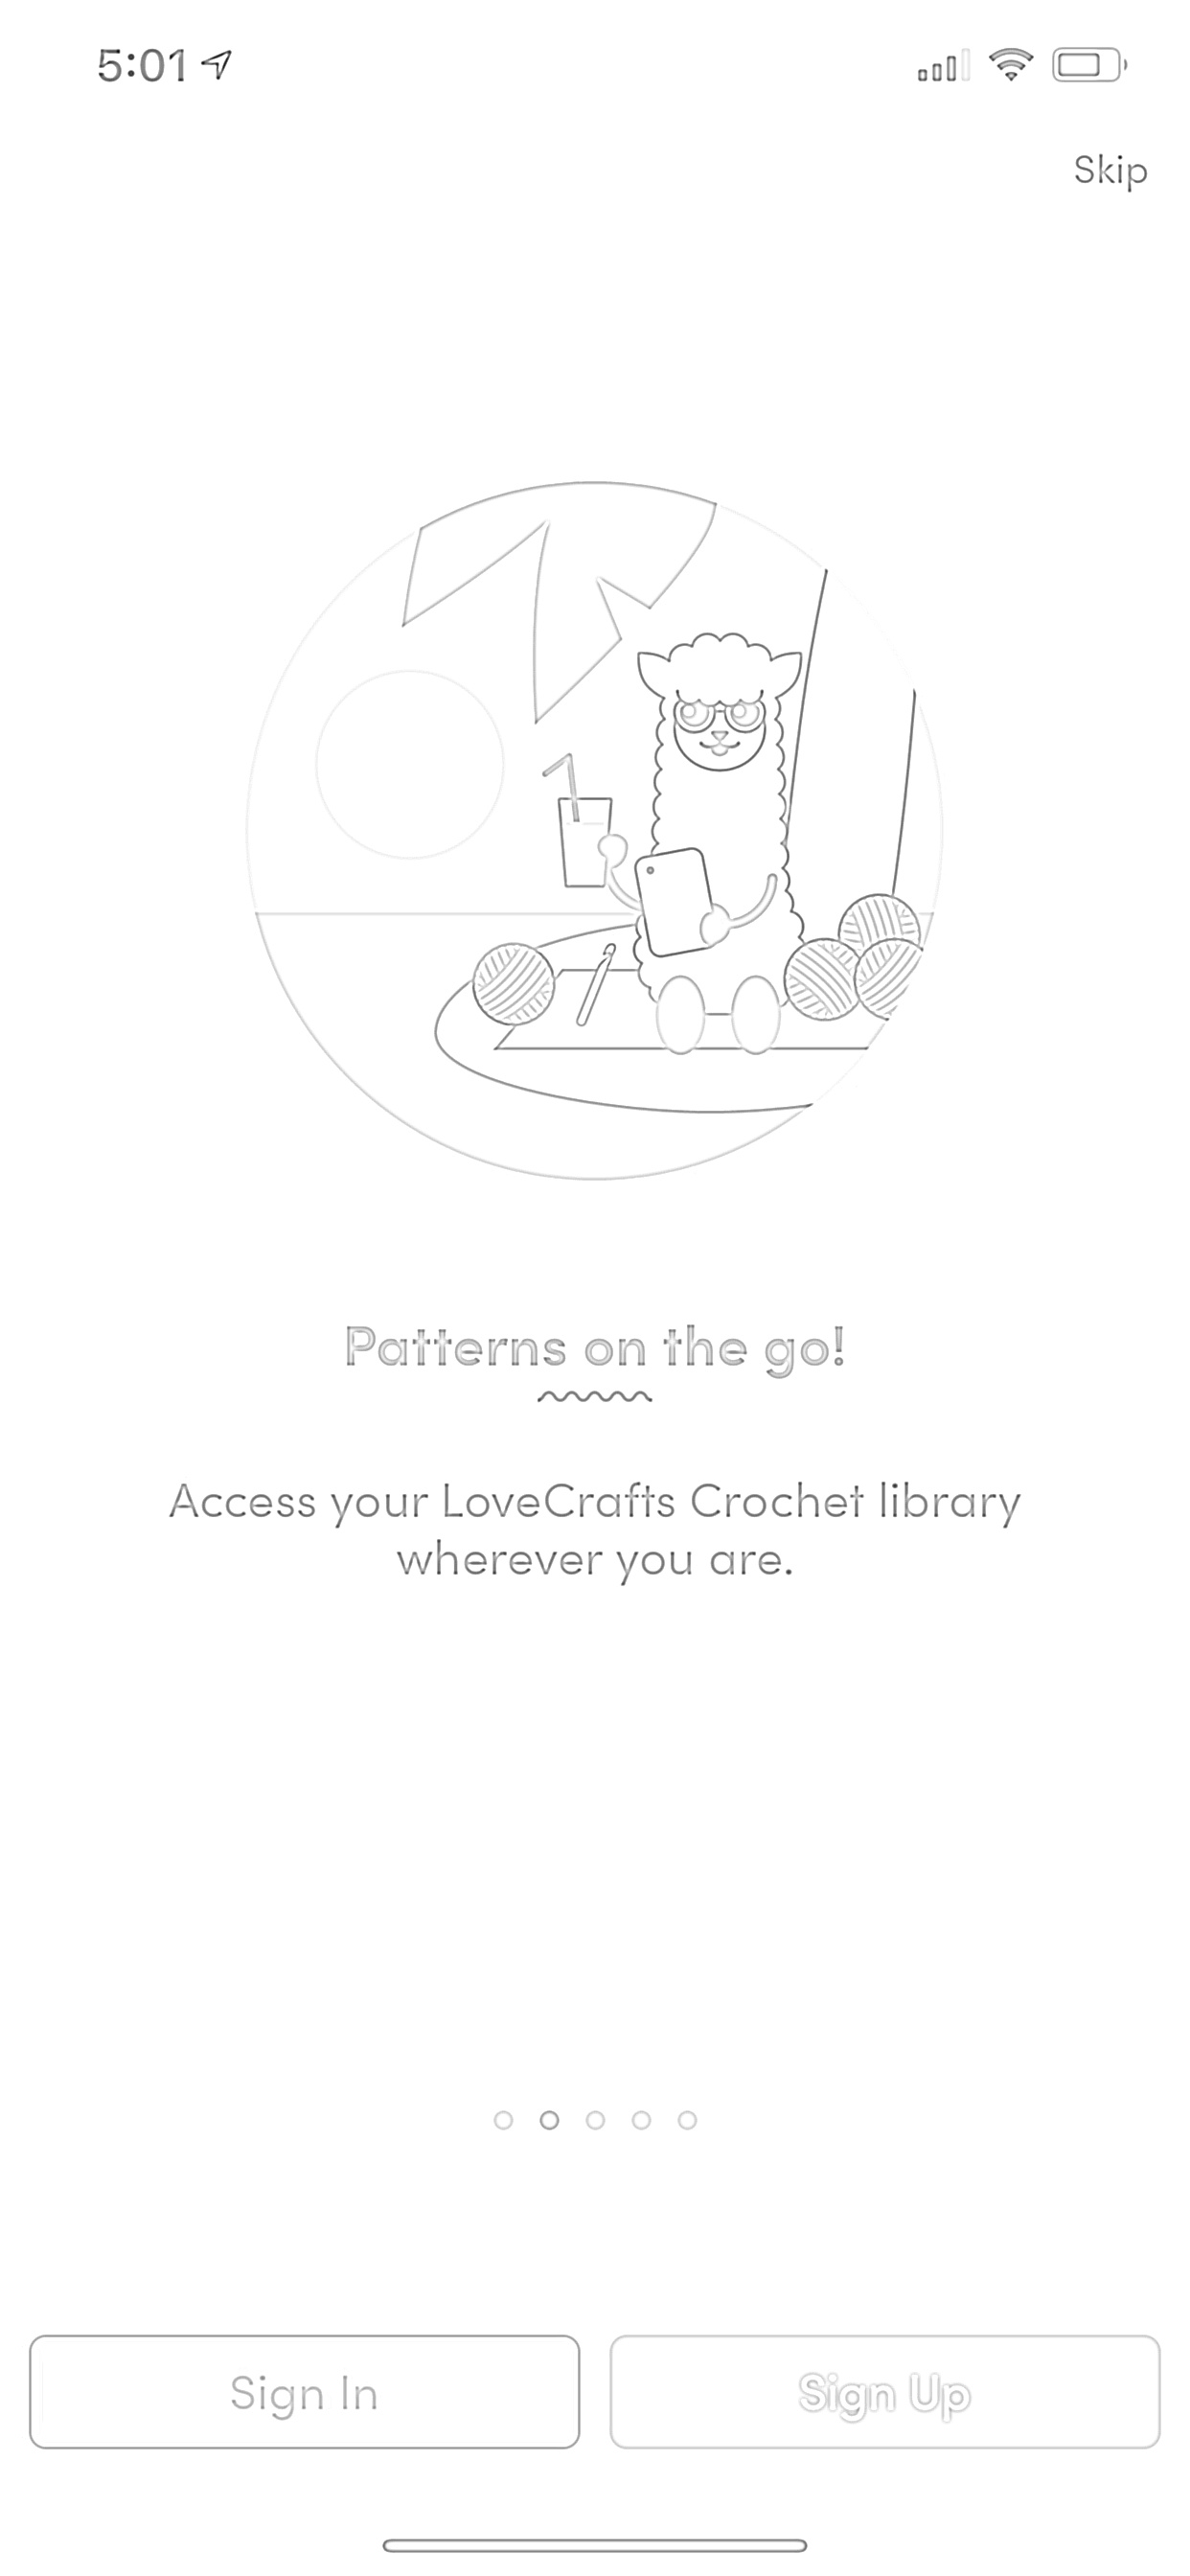 5:01
Skip
Patterns on the go!
Access your LoveCrafts Crochet library
wherever you are.
Sign In
Sign Up